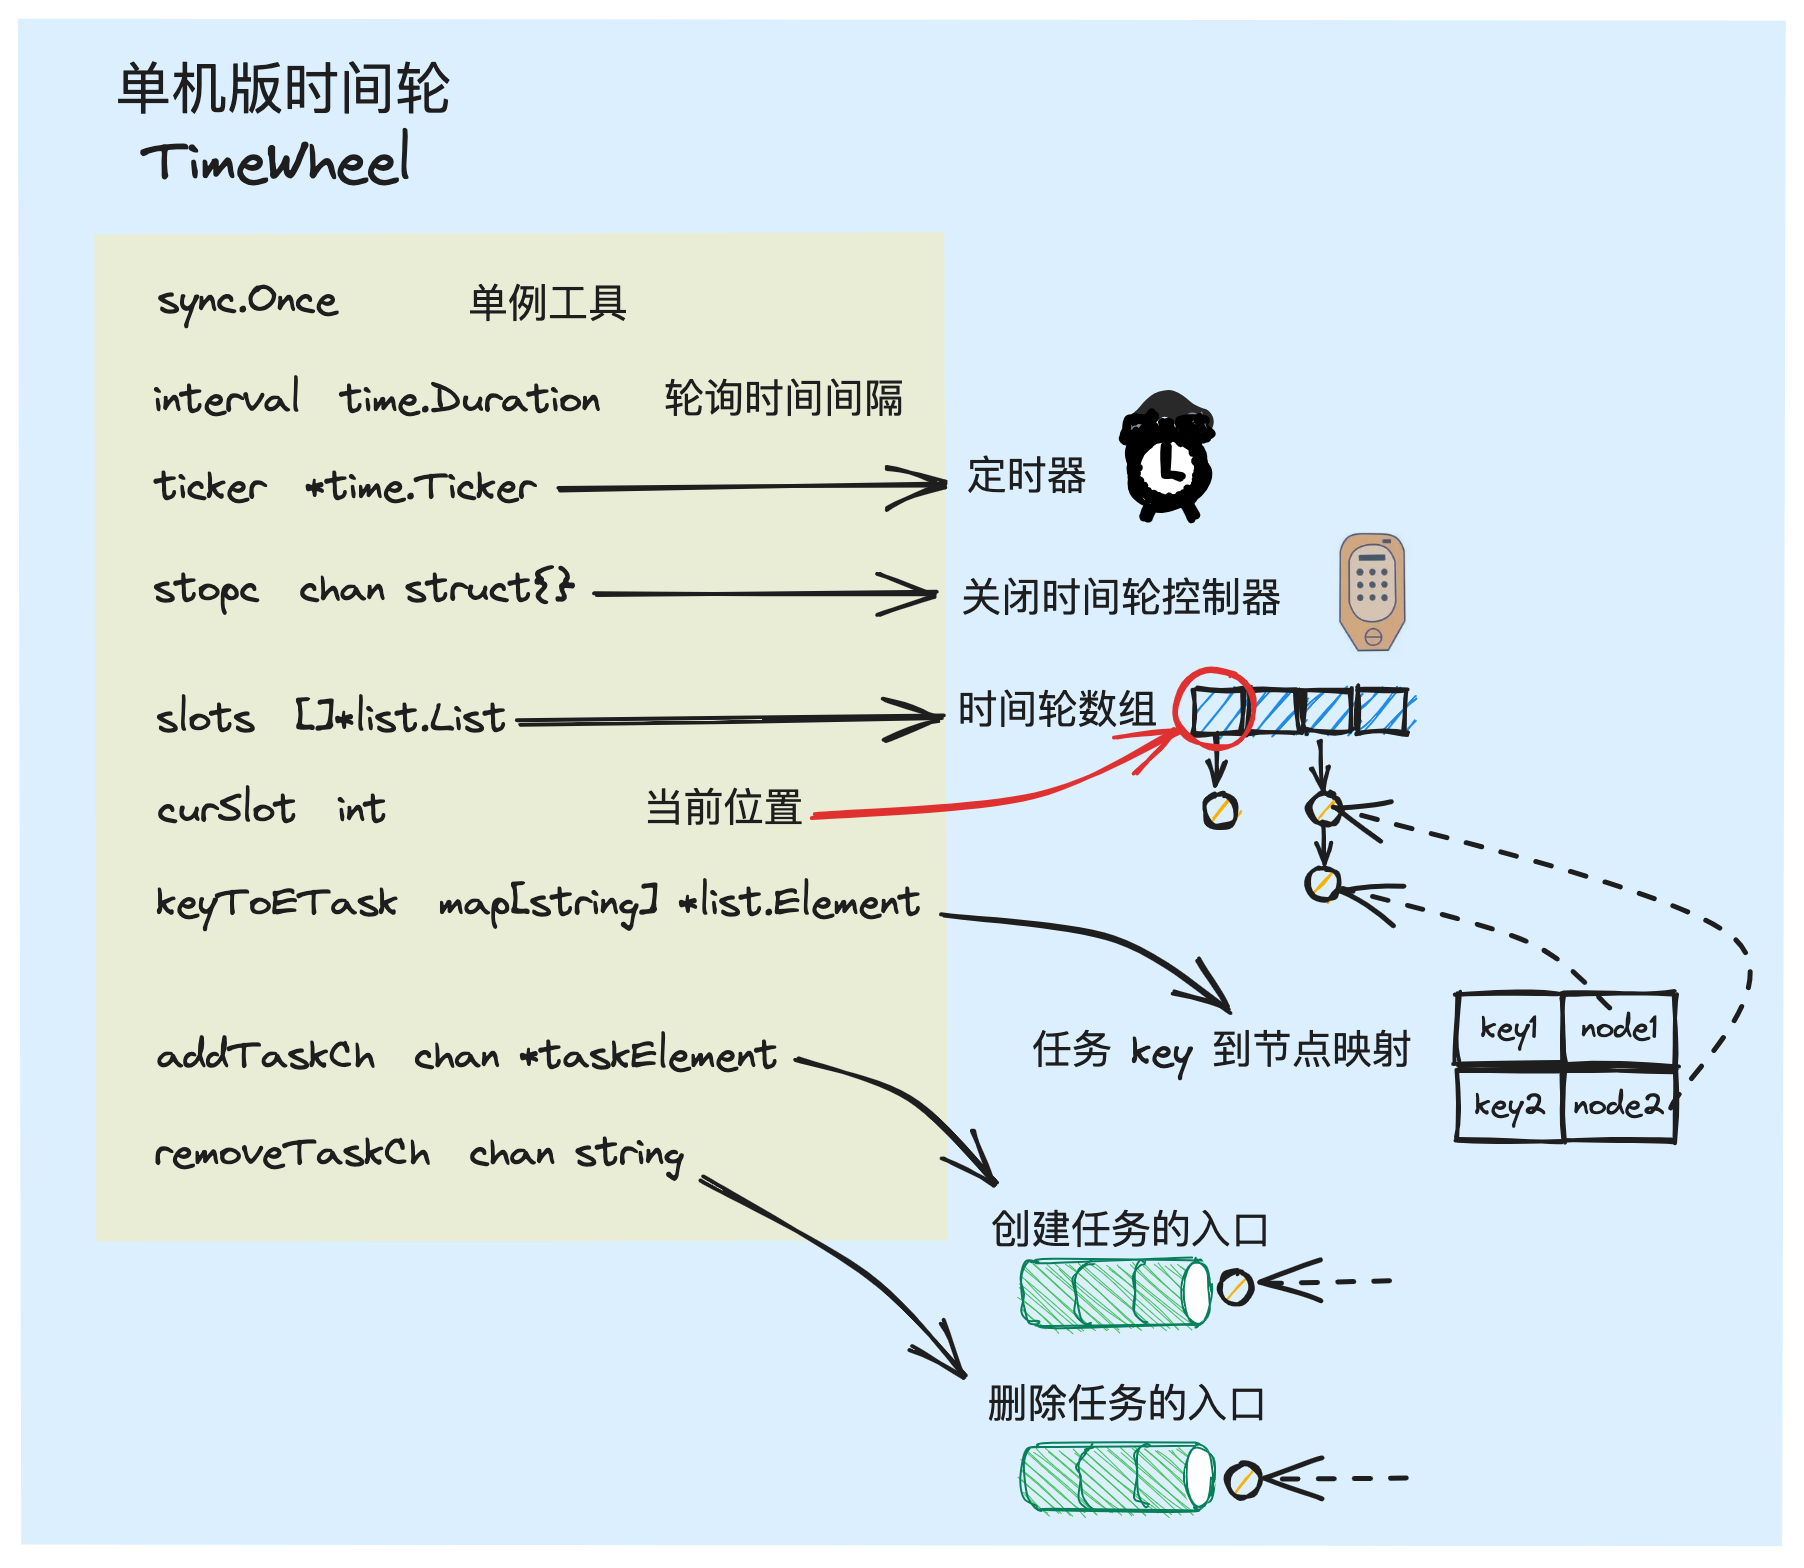 单机版时间轮
TimeWheel
sync.Once 单例工具
interval time.Duration 轮询时间间隔
ticker *time.Ticker 定时器
stopc chan struct{} 关闭时间轮控制器
slots []*list.List 时间轮数组
curSlot int 当前位置
keyToETask map[string] *list.Element
addTaskCh chan *taskElement
任务 key 到节点映射
key1 node1
key2 node2
removeTaskCh chan string
创建任务的入口
删除任务的入口